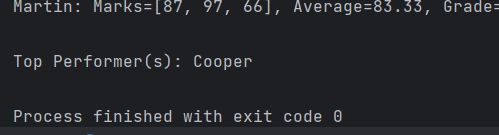 Martin: Marks=[87, 97, 66], Average=83.33, Grade=
Top Performer(s): Cooper
Process finished with exit code 0